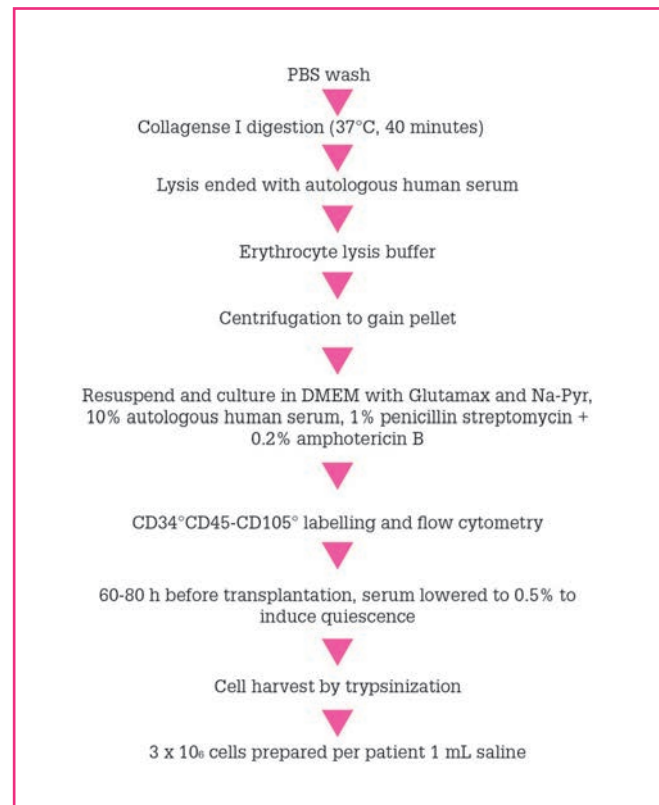 PBS wash
Collagense I digestion (37°C, 40 minutes)
Lysis ended with autologous human serum
Erythrocyte lysis buffer
Centrifugation to gain pellet
Resuspend and culture in DMEM with Glutamax and Na-Pyr,
10% autologous human serum, 1% penicillin streptomycin +
0.2% amphotericin B
CD34°CD45-CD105° labelling and flow cytometry
60-80 h before transplantation, serum lowered to 0.5% to
induce quiescence
Cell harvest by trypsinization
3 x 10₆ cells prepared per patient 1 mL saline